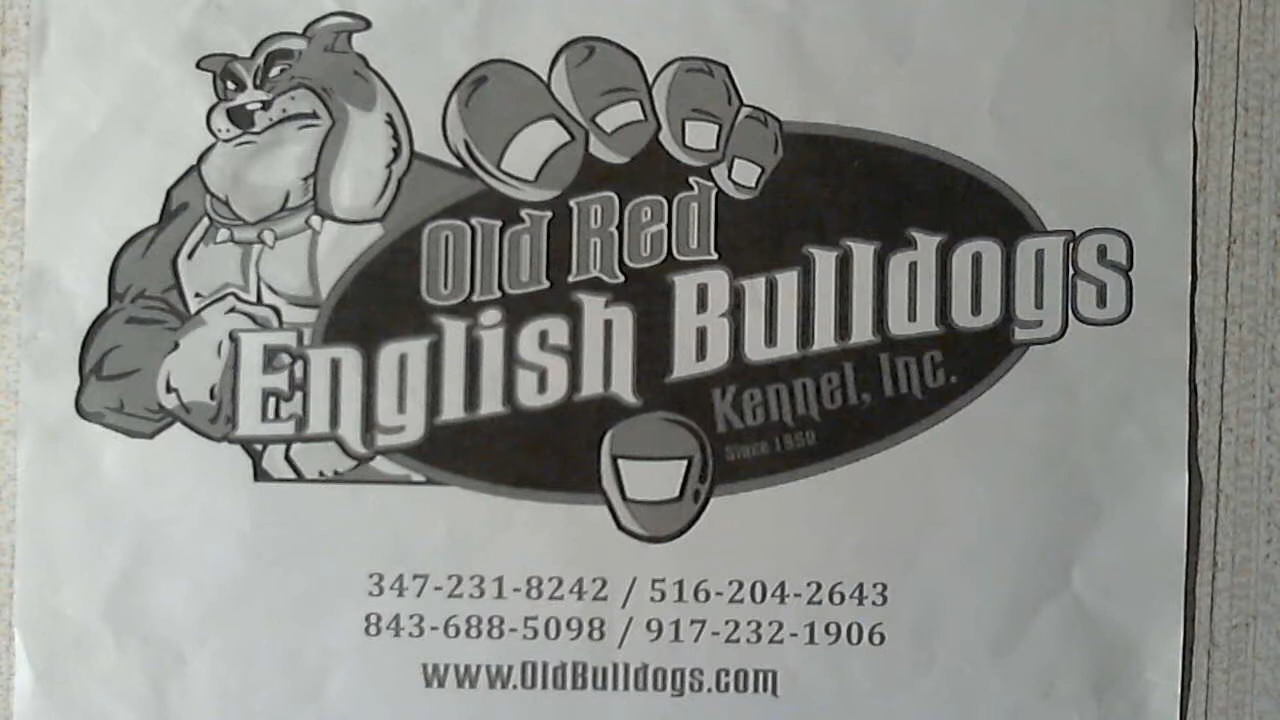 Old Red
English Bulldogs
Kennel, Inc.
Since 1950
347-231-8242 / 516-204-2643
843-688-5098 / 917-232-1906
www.OldBulldogs.com